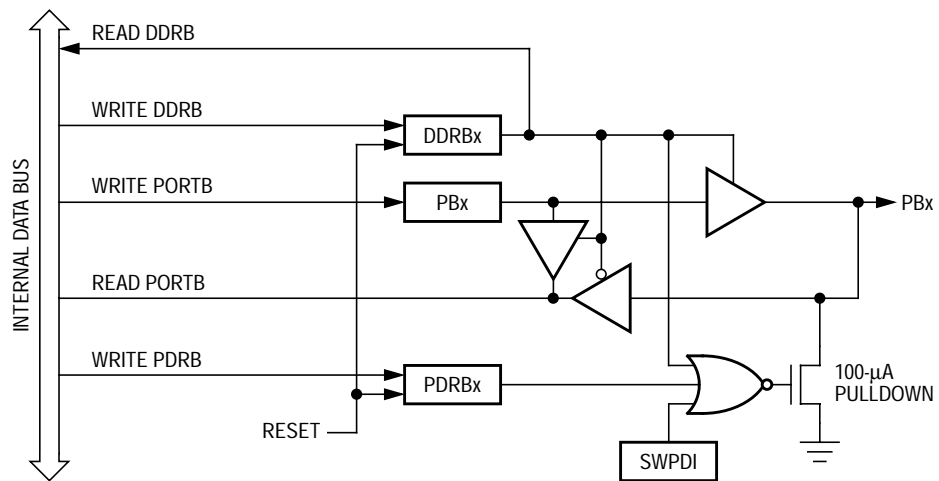 READ DDRB
WRITE DDRB
DDRBx
WRITE PORTB
PBx
PBx
INTERNAL DATA BUS
READ PORTB
WRITE PDRB
PDRBx
100-µA
PULLDOWN
RESET
SWPDI